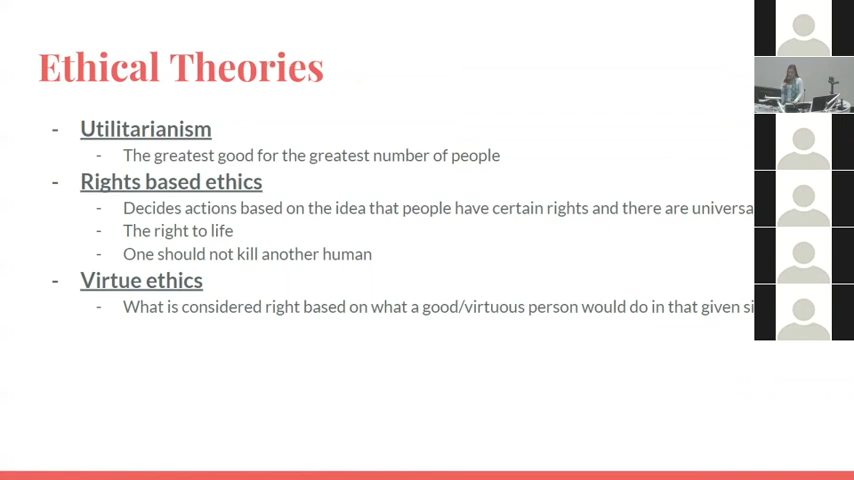 Ethical Theories
- Utilitarianism
- The greatest good for the greatest number of people
- Rights based ethics
- Decides actions based on the idea that people have certain rights and there are
- The right to life
- One should not kill another human
- Virtue ethics
- What is considered right based on what a good/virtuous person would do in that given